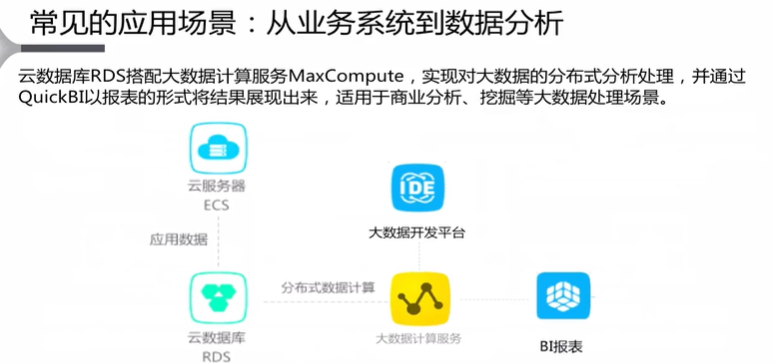 常见的应用场景：从业务系统到数据分析
云数据库RDS搭配大数据计算服务MaxCompute，实现对大数据的分布式分析处理，并通过
QuickBI以报表的形式将结果展现出来，适用于商业分析、挖掘等大数据处理场景。
云服务器
ECS
IDE
大数据开发平台
应用数据
分布式数据计算
云数据库
RDS
大数据计算服务
BI报表